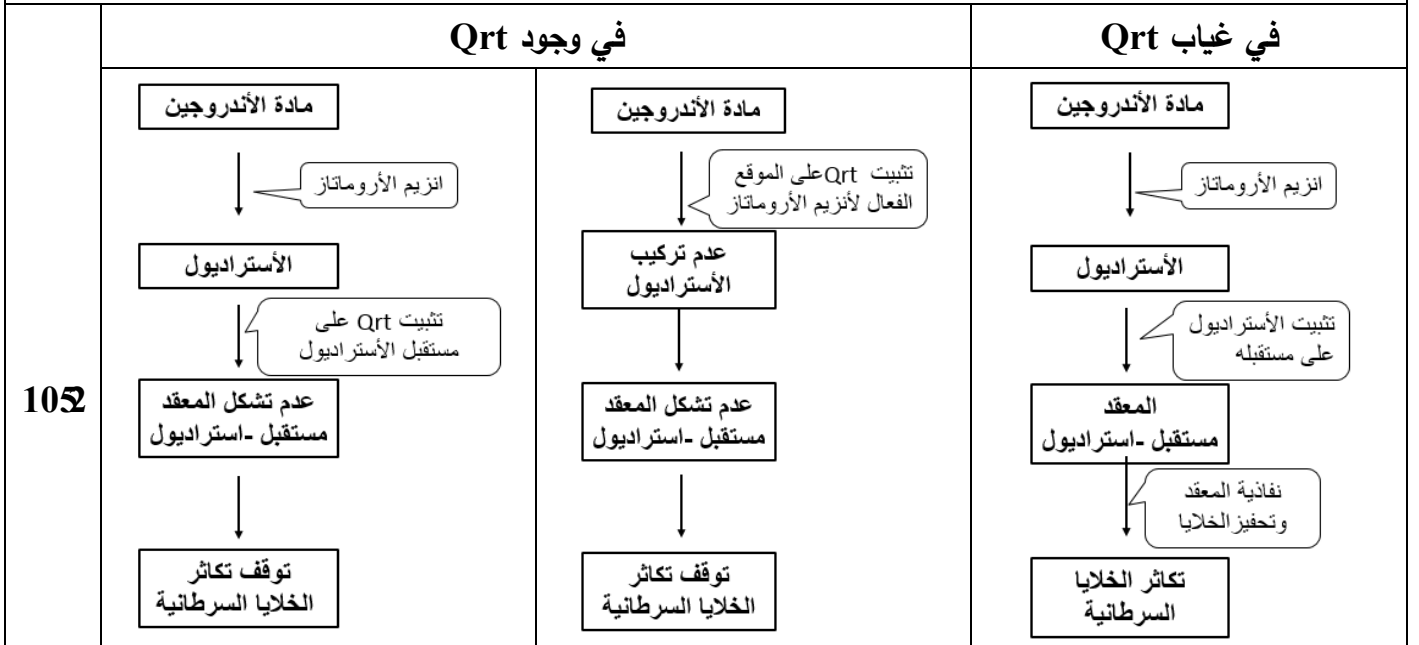 في غياب Qrt
في وجود Qrt
مادة الأندروجين
انزيم الأروماتاز
الأستراديول
تثبيت الأستراديول
على مستقبله
المعقد
مستقبل -استراديول
نفاذية المعقد
وتحفيز الخلايا
تكاثر الخلايا
السرطانية
مادة الأندروجين
تثبيت Qrt على الموقع
الفعال لأنزيم الأروماتاز
عدم تركيب
الأستراديول
عدم تشكل المعقد
مستقبل -استراديول
توقف تكاثر
الخلايا السرطانية
مادة الأندروجين
انزيم الأروماتاز
الأستراديول
تثبيت Qrt على
مستقبل الأستراديول
عدم تشكل المعقد
مستقبل -استراديول
توقف تكاثر
الخلايا السرطانية